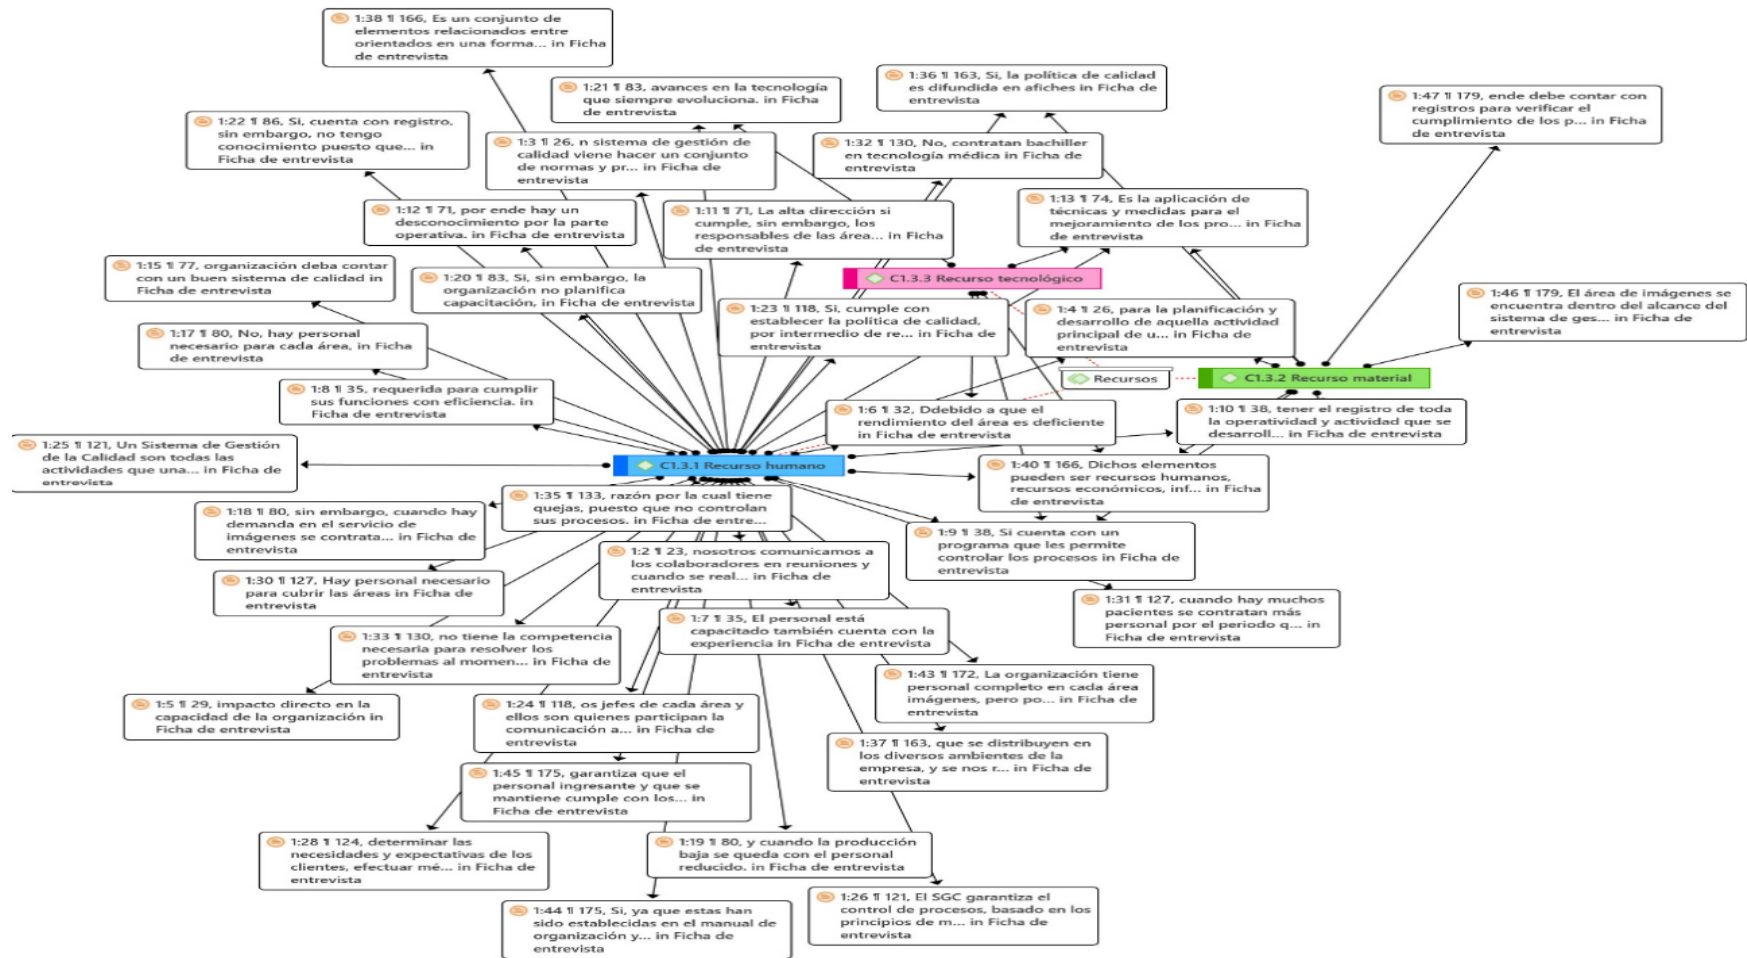 1:38 ¶ 166, Es un conjunto de
elementos relacionados entre
orientados en una forma... in Ficha
de entrevista
1:21 ¶ 83, avances en la tecnología
que siempre evoluciona. in Ficha
de entrevista
1:36 ¶ 163, Si, la política de calidad
es difundida en afiches in Ficha de
entrevista
1:47 ¶ 179, ende debe contar con
registros para verificar el
cumplimiento de los p... in Ficha
de entrevista
1:22 ¶ 86, Si, cuenta con registro,
sin embargo, no tengo
conocimiento puesto que... in
Ficha de entrevista
1:3 ¶ 26, n sistema de gestión de
calidad viene hacer un conjunto
de normas y pr... in Ficha de
entrevista
1:32 ¶ 130, No, contratan bachiller
en tecnología médica in Ficha de
entrevista
1:12 ¶ 71, por ende hay un
desconocimiento por la parte
operativa. in Ficha de entrevista
1:11 ¶ 71, La alta dirección si
cumple, sin embargo, los
responsables de las área... in Ficha
de entrevista
1:13 ¶ 74, Es la aplicación de
técnicas y medidas para el
mejoramiento de los pro... in Ficha
de entrevista
1:15 ¶ 77, organización deba contar
con un buen sistema de calidad in
Ficha de entrevista
1:20 ¶ 83, Si, sin embargo, la
organización no planifica
capacitación, in Ficha de
entrevista
C1.3.3 Recurso tecnológico
1:23 ¶ 118, Si, cumple con
establecer la política de calidad,
por intermedio de re... in Ficha de
entrevista
1:4 ¶ 26, para la planificación y
desarrollo de aquella actividad
principal de u... in Ficha de
entrevista
1:46 ¶ 179, El área de imágenes se
encuentra dentro del alcance del
sistema de ges... in Ficha de
entrevista
1:17 ¶ 80, No, hay personal
necesario para cada área, in Ficha
de entrevista
Recursos
C1.3.2 Recurso material
1:8 ¶ 35, requerida para cumplir
sus funciones con eficiencia. in
Ficha de entrevista
1:6 ¶ 32, Ddebido a que el
rendimiento del área es deficiente
in Ficha de entrevista
1:10 ¶ 38, tener el registro de toda
la operatividad y actividad que se
desarroll... in Ficha de entrevista
1:25 ¶ 121, Un Sistema de Gestión
de la Calidad son todas las
actividades que una... in Ficha de
entrevista
C1.3.1 Recurso humano
1:40 ¶ 166, Dichos elementos
pueden ser recursos humanos,
recursos económicos, inf... in Ficha
de entrevista
1:35 ¶ 133, razón por la cual tiene
quejas, puesto que no controlan
sus procesos. in Ficha de entre...
1:18 ¶ 80, sin embargo, cuando hay
demanda en el servicio de
imágenes se contrata... in Ficha de
entrevista
1:9 ¶ 38, Si cuenta con un
programa que les permite
controlar los procesos in Ficha de
entrevista
1:2 ¶ 23, nosotros comunicamos a
los colaboradores en reuniones y
cuando se real... in Ficha de
entrevista
1:30 ¶ 127, Hay personal necesario
para cubrir las áreas in Ficha de
entrevista
1:31 ¶ 127, cuando hay muchos
pacientes se contratan más
personal por el periodo q... in
Ficha de entrevista
1:7 ¶ 35, El personal está
capacitado también cuenta con la
experiencia in Ficha de entrevista
1:33 ¶ 130, no tiene la competencia
necesaria para resolver los
problemas al momen... in Ficha de
entrevista
1:43 ¶ 172, La organización tiene
personal completo en cada área
imágenes, pero po... in Ficha de
entrevista
1:5 ¶ 29, impacto directo en la
capacidad de la organización in
Ficha de entrevista
1:24 ¶ 118, os jefes de cada área y
ellos son quienes participan la
comunicación a... in Ficha de
entrevista
1:37 ¶ 163, que se distribuyen en
los diversos ambientes de la
empresa, y se nos r... in Ficha de
entrevista
1:45 ¶ 175, garantiza que el
personal ingresante y que se
mantiene cumple con los... in
Ficha de entrevista
1:28 ¶ 124, determinar las
necesidades y expectativas de los
clientes, efectuar mé... in Ficha de
entrevista
1:19 ¶ 80, y cuando la producción
baja se queda con el personal
reducido. in Ficha de entrevista
1:26 ¶ 121, El SGC garantiza el
control de procesos, basado en los
principios de m... in Ficha de
entrevista
1:44 ¶ 175, Si, ya que estas han
sido establecidas en el manual de
organización y... in Ficha de
entrevista